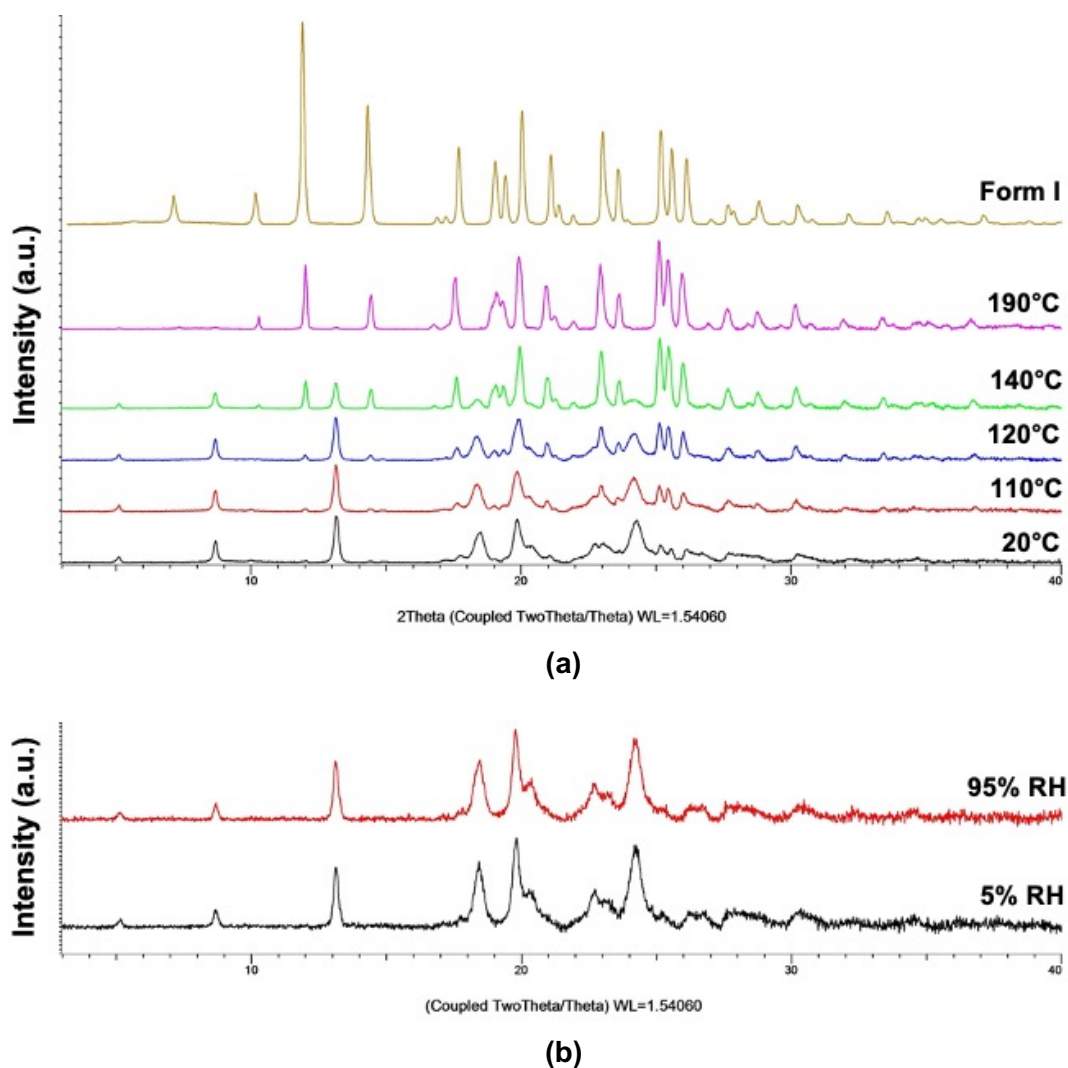 Intensity (a.u.)
Form I
190°C
140°C
120°C
110°C
20°C
10
20
30
40
2Theta (Coupled TwoTheta/Theta) WL=1.54060
(a)
Intensity (a.u.)
95% RH
5% RH
10
20
30
40
(Coupled TwoTheta/Theta) WL=1.54060
(b)